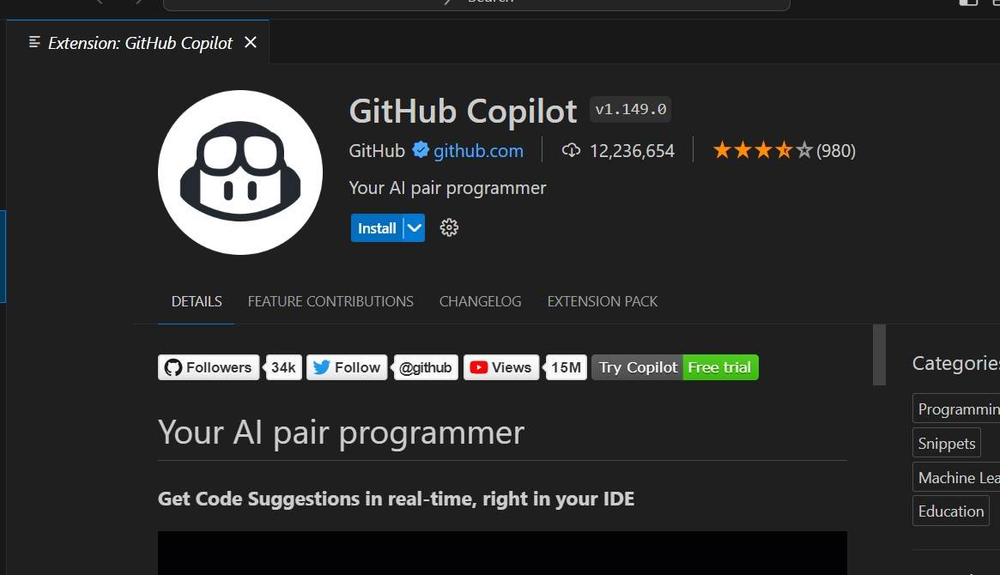 Search
Extension: GitHub Copilot
GitHub Copilot v1.149.0
GitHub github.com 12,236,654 (980)
Your AI pair programmer
Install
DETAILS FEATURE CONTRIBUTIONS CHANGELOG EXTENSION PACK
Followers 34k Follow @github Views 15M Try Copilot Free trial
Your AI pair programmer
Get Code Suggestions in real-time, right in your IDE
Categories
Programmin
Snippets
Machine Lea
Education